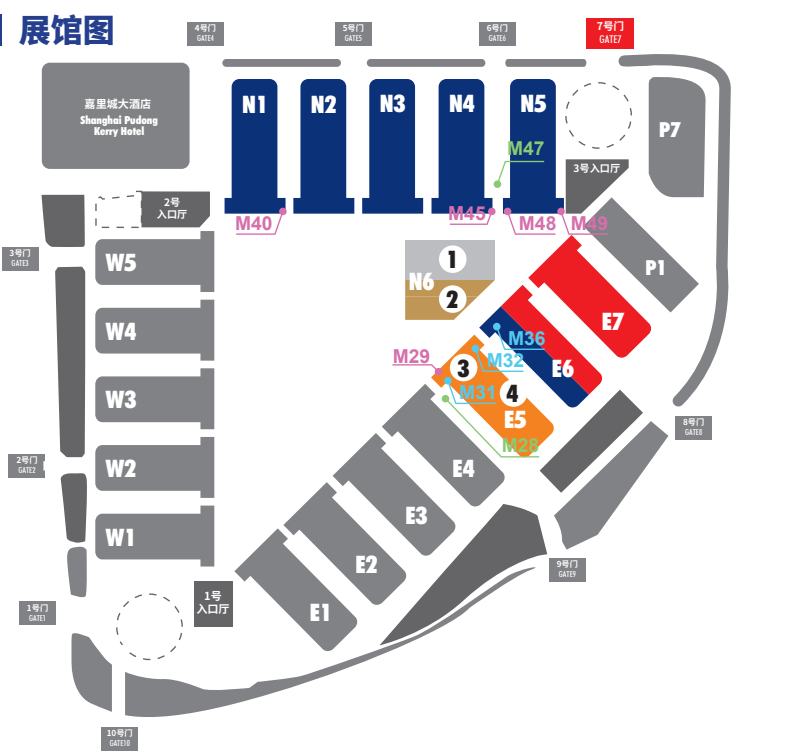 展馆图
4号门
GATE4
5号门
GATE5
6号门
GATE6
7号门
GATE7
嘉里城大酒店
Shanghai Pudong
Kerry Hotel
N1
N2
N3
N4
N5
P7
M47
3号入口厅
2号
入口厅
M40
M45
M48
M49
3号门
GATE3
W5
N6
1
2
P1
W4
E7
M36
M29
M32
3
E6
M31
4
W3
E5
8号门
GATE8
M28
2号门
GATE2
W2
E4
W1
E3
E2
9号门
GATE9
1号
入口厅
1号门
GATE1
E1
10号门
GATE10